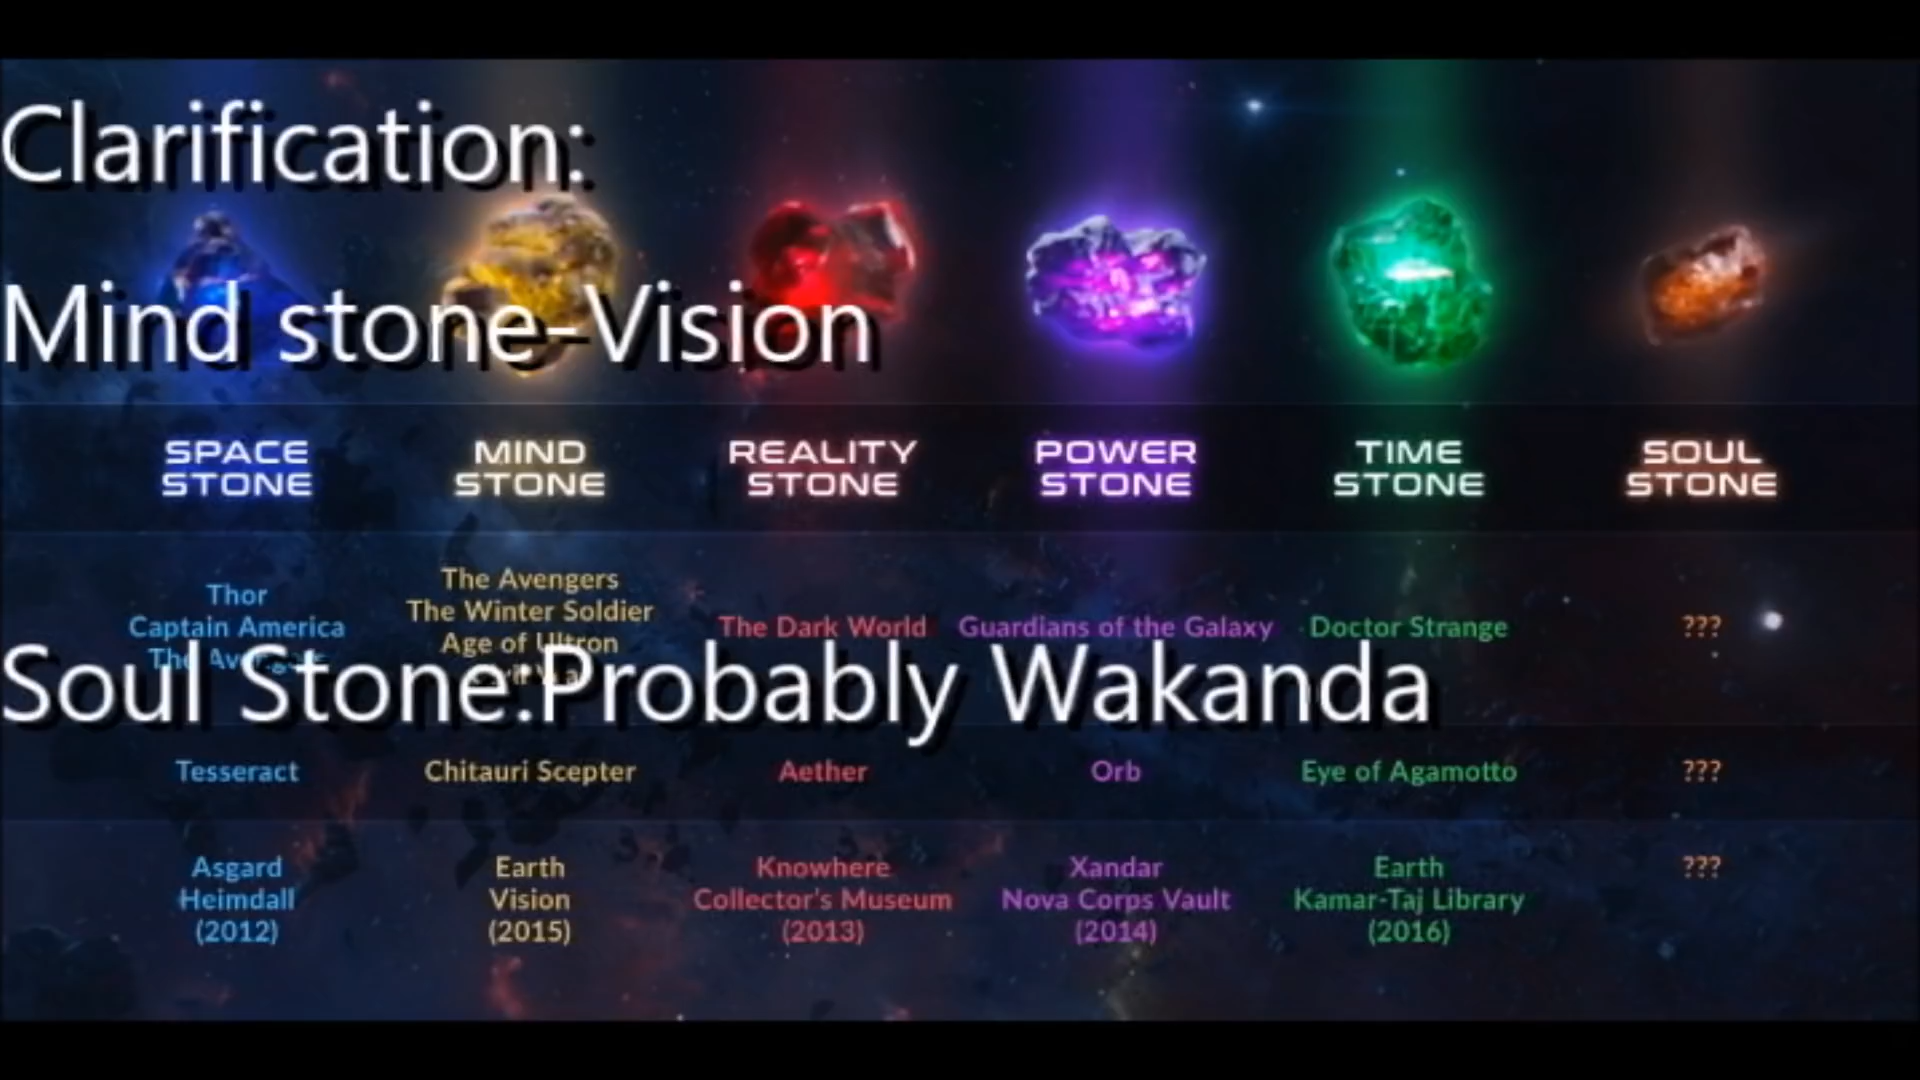 Clarification:
Mind stone-Vision
SPACE
STONE
MIND
STONE
REALITY
STONE
POWER
STONE
TIME
STONE
SOUL
STONE
Thor
Captain America
The Avengers
The Avengers
The Winter Soldier
Age of Ultron
The Dark World
Guardians of the Galaxy
Doctor Strange
???
Soul Stone.Probably Wakanda
Tesseract
Chitauri Scepter
Aether
Orb
Eye of Agamotto
???
Asgard
Heimdall
(2012)
Earth
Vision
(2015)
Knowhere
Collector's Museum
(2013)
Xandar
Nova Corps Vault
(2014)
Earth
Kamar-Taj Library
(2016)
???